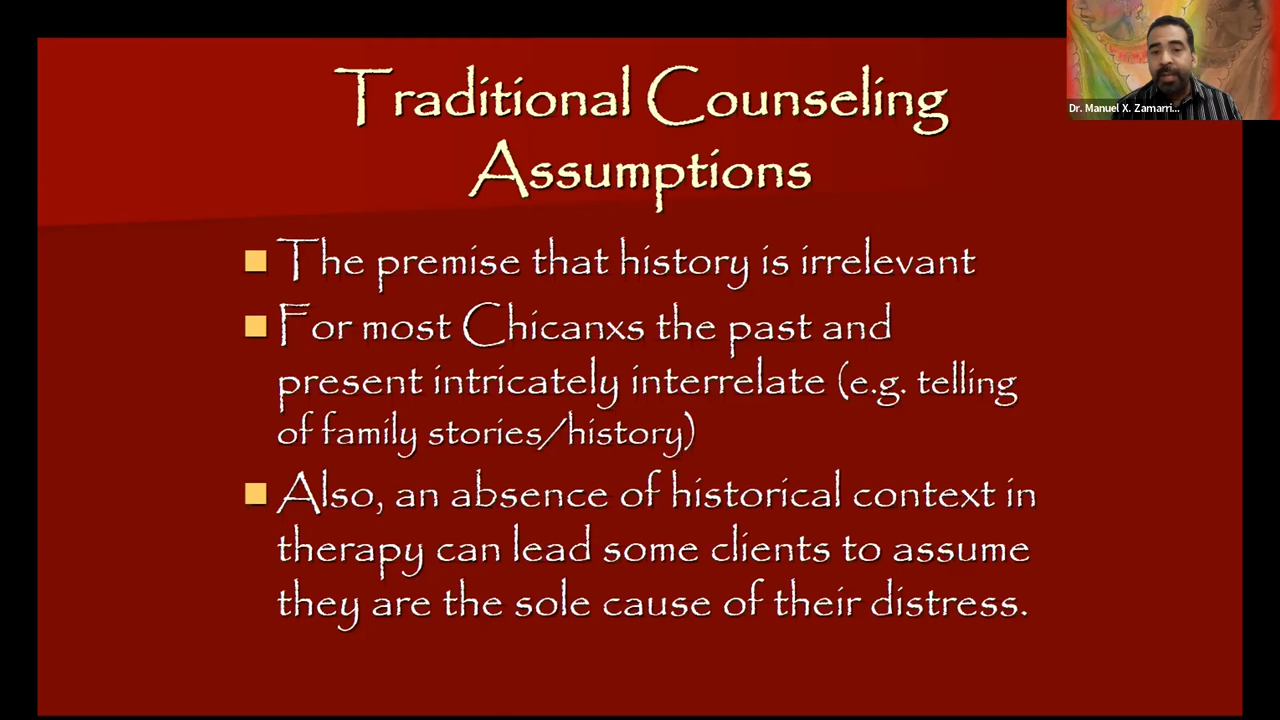 Traditional Counseling
Assumptions
The premise that history is irrelevant
For most Chicanxs the past and
present intricately interrelate (e.g. telling
of family stories/history)
Also, an absence of historical context in
therapy can lead some clients to assume
they are the sole cause of their distress.
Dr. Manuel X. Zamarri...